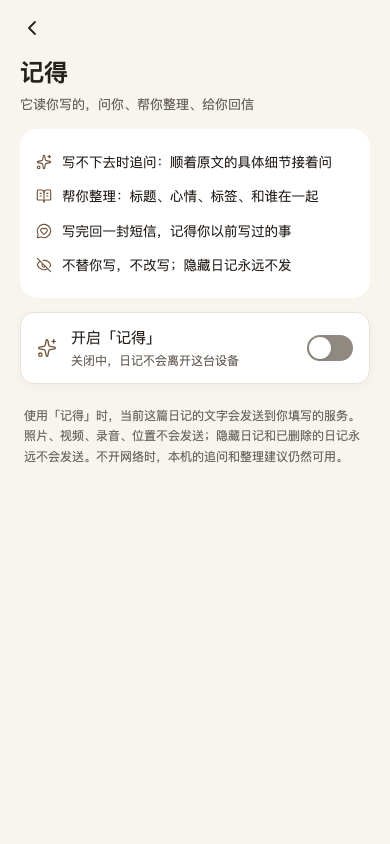 记得
它读你写的，问你、帮你整理、给你回信
写不下去时追问：顺着原文的具体细节接着问
帮你整理：标题、心情、标签、和谁在一起
写完回一封短信，记得你以前写过的事
不替你写，不改写；隐藏日记永远不发
开启「记得」
关闭中，日记不会离开这台设备
使用「记得」时，当前这篇日记的文字会发送到你填写的服务。
照片、视频、录音、位置不会发送；隐藏日记和已删除的日记永
远不会发送。不开网络时，本机的追问和整理建议仍然可用。